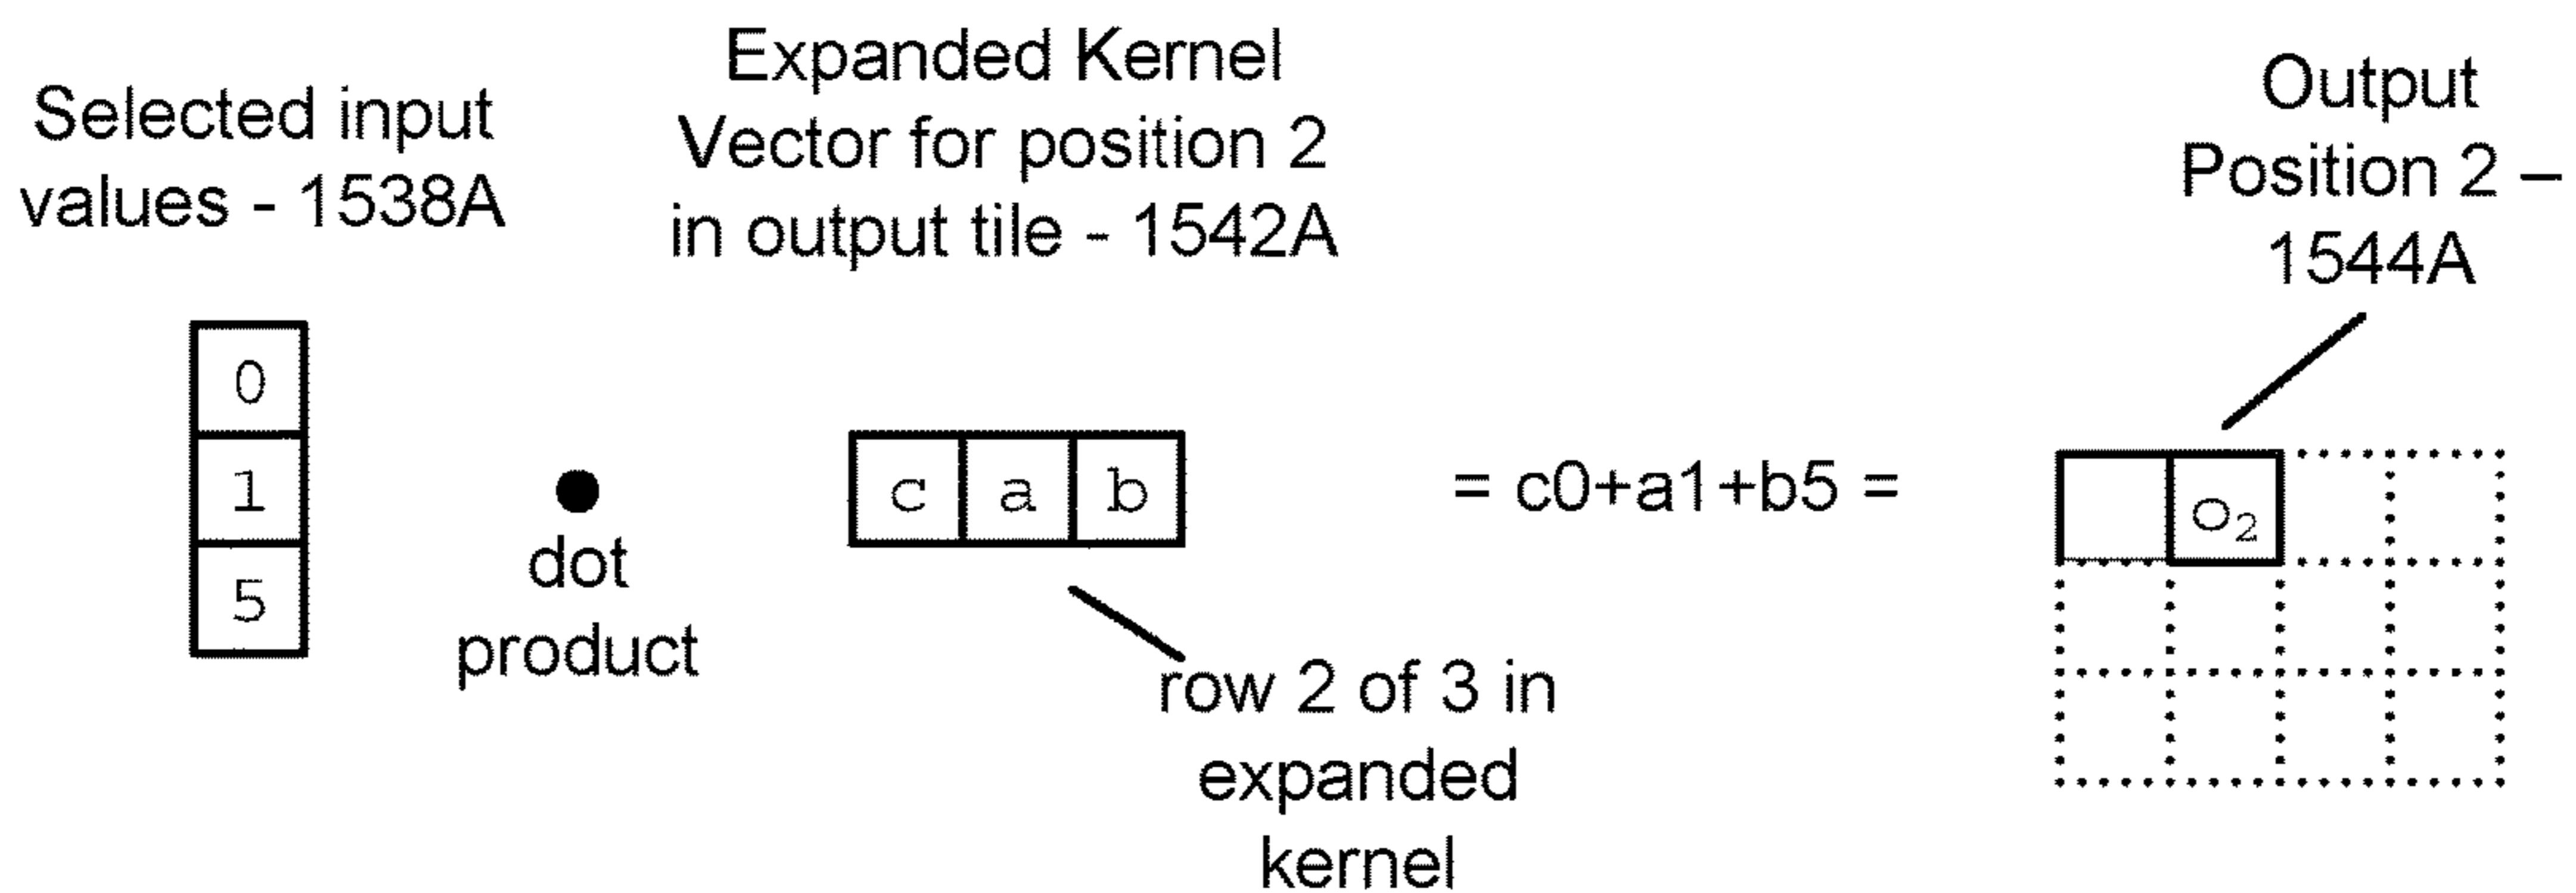 Selected input
values - 1538A
Expanded Kernel
Vector for position 2
in output tile - 1542A
Output
Position 2 –
1544A
0
1
5
dot
product
c a b
row 2 of 3 in
expanded
kernel
= c0+a1+b5 =
o₂